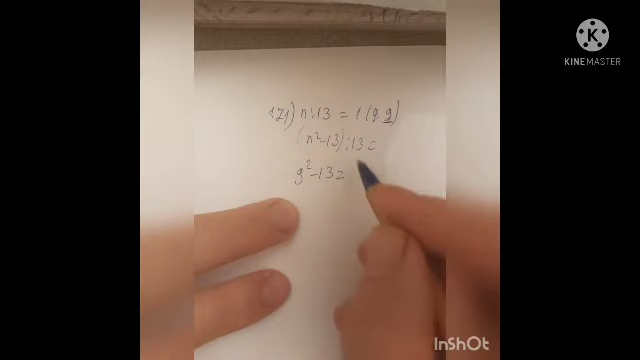 K
KINEMASTER
171) n:13 = 1 (q 9)
(n²-13):13=
9²-13=
InShOt